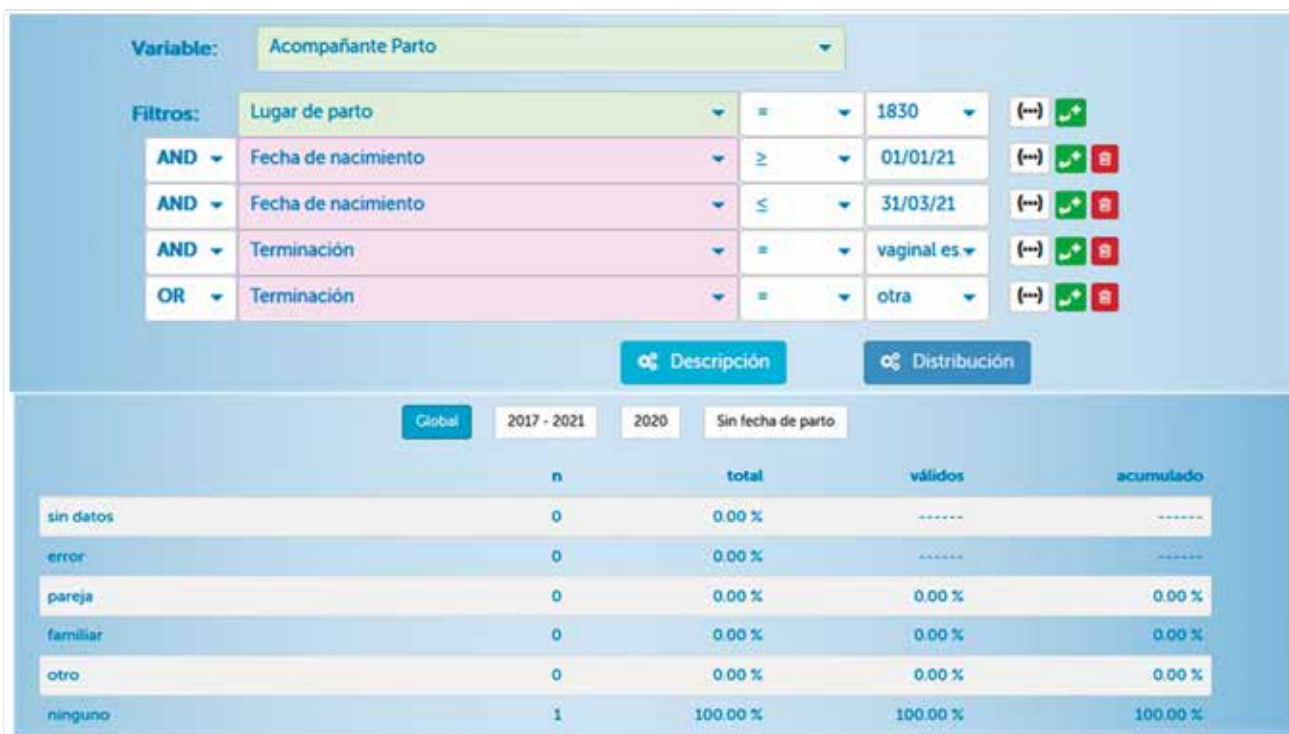 Variable: Acompañante Parto
Filtros: Lugar de parto = 1830 (···)
AND Fecha de nacimiento ≥ 01/01/21 (···)
AND Fecha de nacimiento ≤ 31/03/21 (···)
AND Terminación = vaginal es. (···)
OR Terminación = otra (···)
Descripción Distribución
Global 2017 - 2021 2020 Sin fecha de parto
n total válidos acumulado
sin datos 0 0.00 % ------ ------
error 0 0.00 % ------ ------
pareja 0 0.00 % 0.00 % 0.00 %
familiar 0 0.00 % 0.00 % 0.00 %
otro 0 0.00 % 0.00 % 0.00 %
ninguno 1 100.00 % 100.00 % 100.00 %